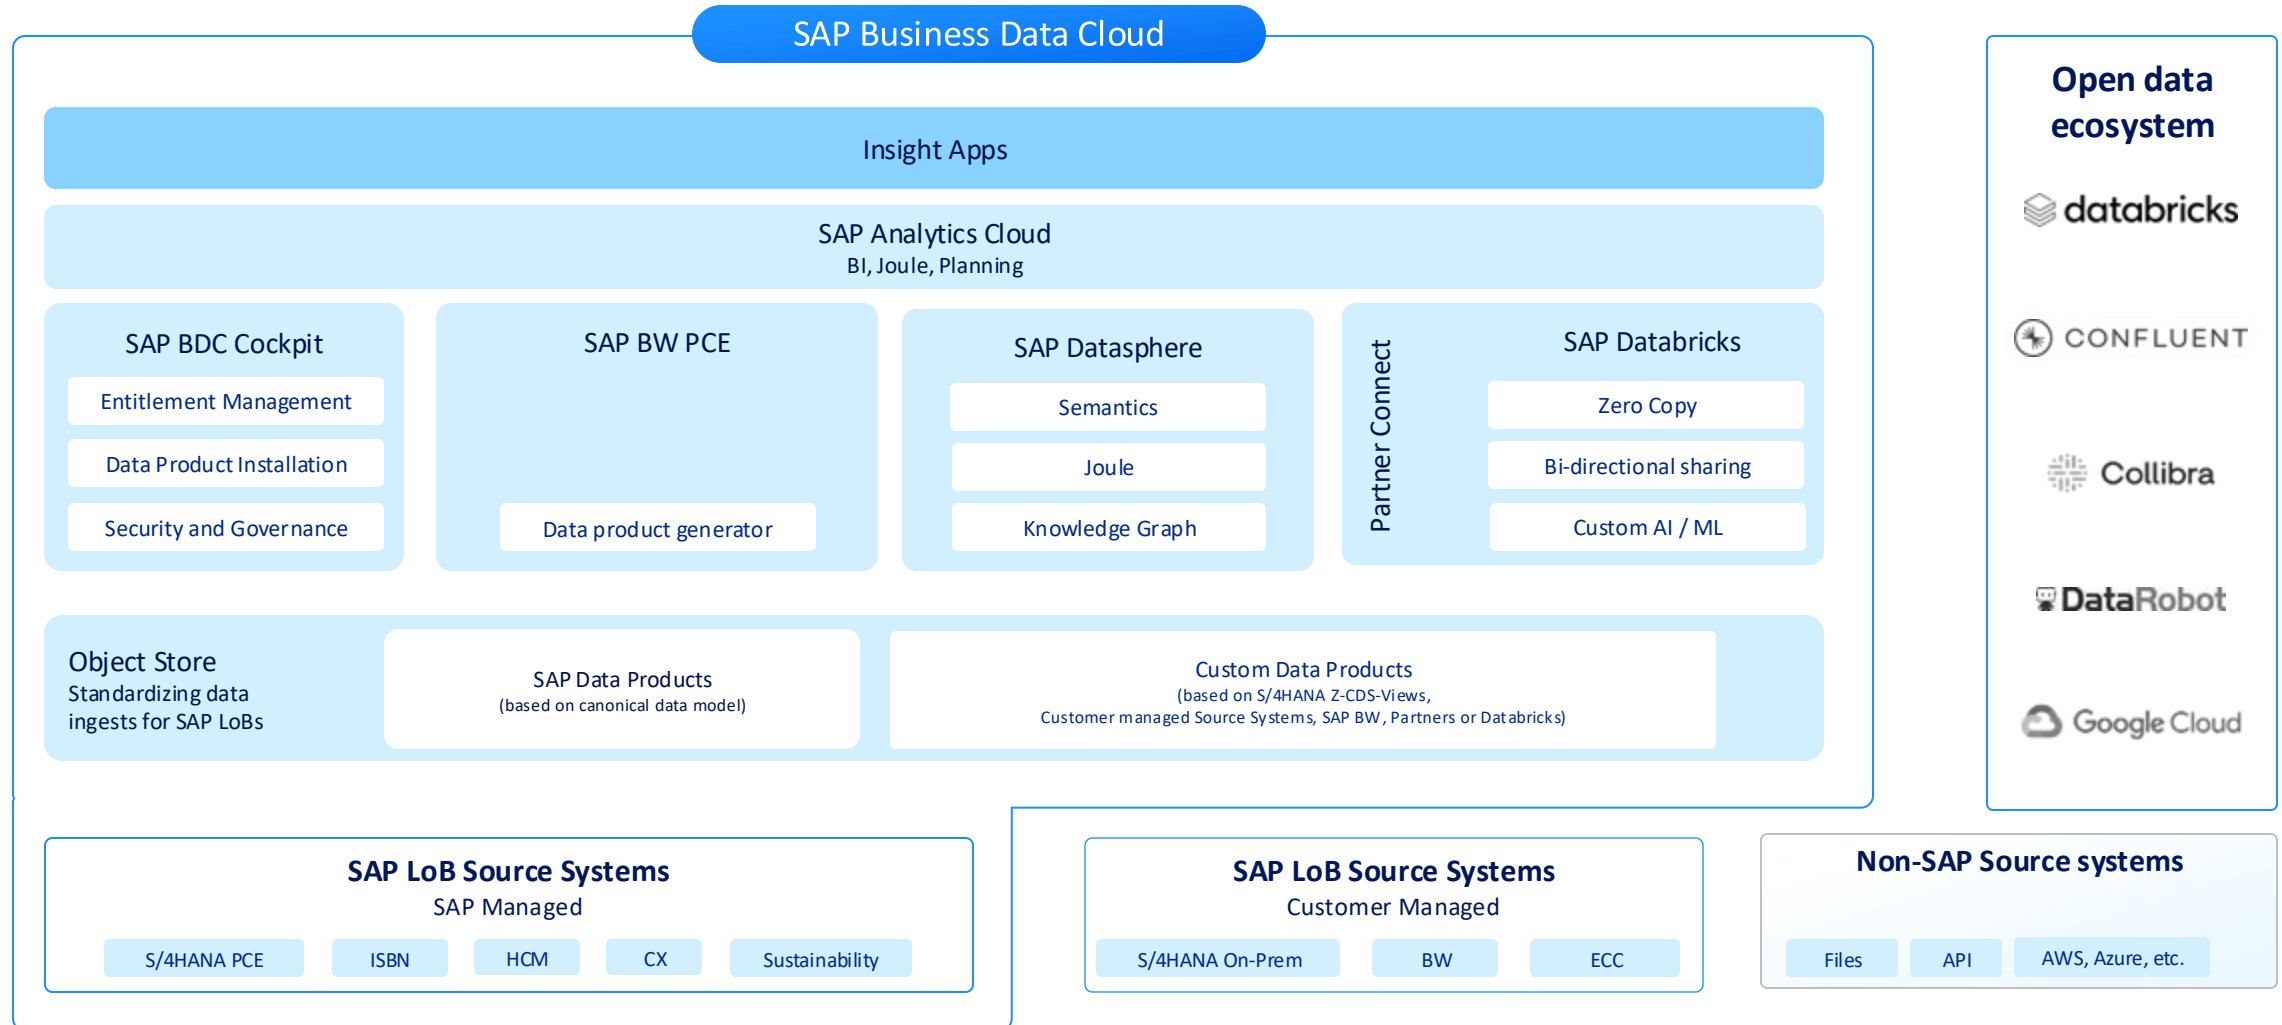 SAP Business Data Cloud
Insight Apps
SAP Analytics Cloud
BI, Joule, Planning
SAP BDC Cockpit
Entitlement Management
Data Product Installation
Security and Governance
SAP BW PCE
Data product generator
SAP Datasphere
Semantics
Joule
Knowledge Graph
Partner Connect
SAP Databricks
Zero Copy
Bi-directional sharing
Custom AI / ML
Object Store
Standardizing data
ingests for SAP LoBs
SAP Data Products
(based on canonical data model)
Custom Data Products
(based on S/4HANA Z-CDS-Views,
Customer managed Source Systems, SAP BW, Partners or Databricks)
SAP LoB Source Systems
SAP Managed
S/4HANA PCE
ISBN
HCM
CX
Sustainability
SAP LoB Source Systems
Customer Managed
S/4HANA On-Prem
BW
ECC
Non-SAP Source systems
Files
API
AWS, Azure, etc.
Open data
ecosystem
databricks
CONFLUENT
Collibra
DataRobot
Google Cloud